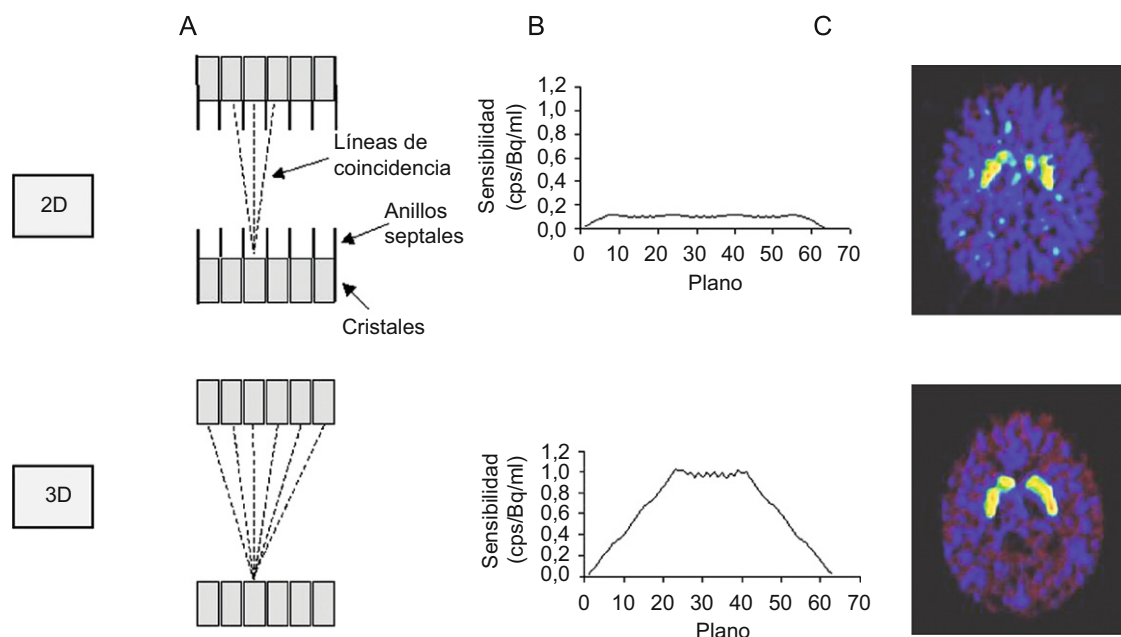 A
B
C
2D
Líneas de
coincidencia
Anillos
septales
Cristales
Sensibilidad
(cps/Bq/ml)
1,2
1,0
0,8
0,6
0,4
0,2
0,0
0 10 20 30 40 50 60 70
Plano
3D
Sensibilidad
(cps/Bq/ml)
1,2
1,0
0,8
0,6
0,4
0,2
0,0
0 10 20 30 40 50 60 70
Plano